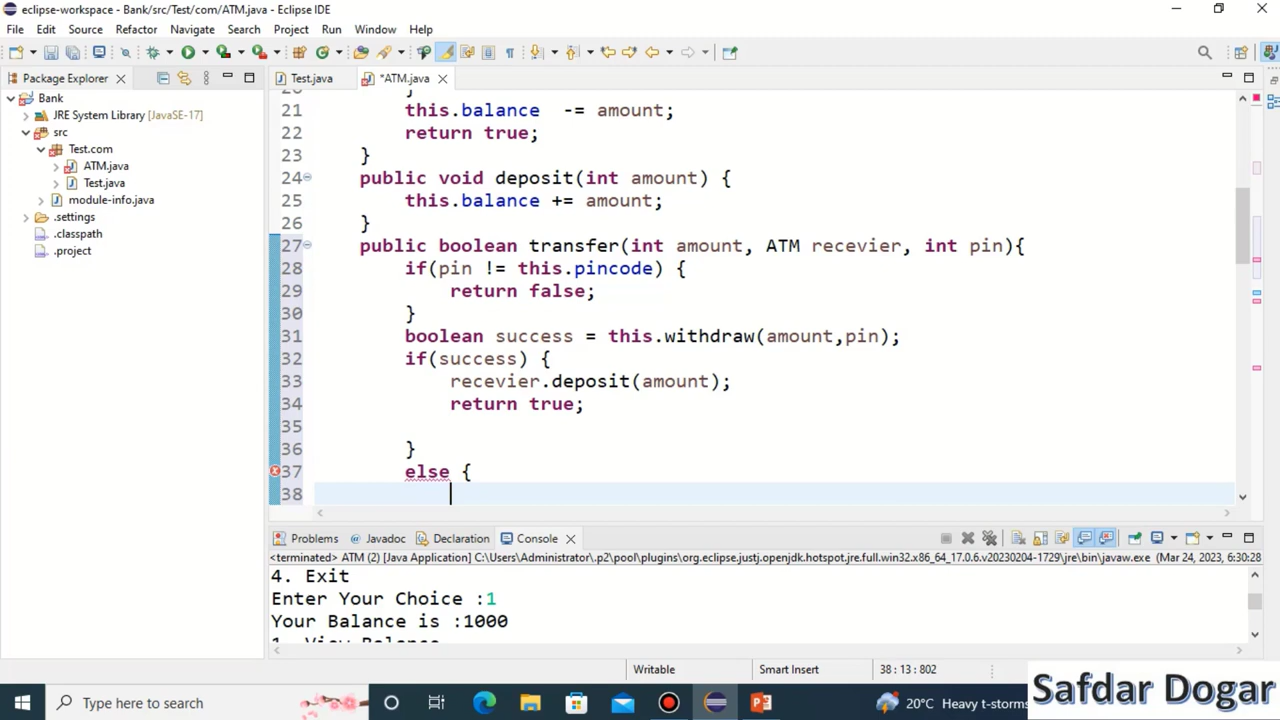 eclipse-workspace - Bank/src/Test/com/ATM.java - Eclipse IDE
File Edit Source Refactor Navigate Search Project Run Window Help
Package Explorer
Test.java
*ATM.java
Bank
JRE System Library [JavaSE-17]
src
Test.com
ATM.java
Test.java
module-info.java
.settings
.classpath
.project
20 }
21 this.balance -= amount;
22 return true;
23 }
24 public void deposit(int amount) {
25 this.balance += amount;
26 }
27 public boolean transfer(int amount, ATM recevier, int pin){
28 if(pin != this.pincode) {
29 return false;
30 }
31 boolean success = this.withdraw(amount,pin);
32 if(success) {
33 recevier.deposit(amount);
34 return true;
35
36 }
37 else {
38
Problems @ Javadoc Declaration Console
<terminated> ATM (2) [Java Application] C:\Users\Administrator\.p2\pool\plugins\org.eclipse.justj.openjdk.hotspot.jre.full.win32.x86_64_17.0.6.v20230204-1729\jre\bin\javaw.exe (Mar 24, 2023, 6:30:28
4. Exit
Enter Your Choice :1
Your Balance is :1000
1. View Balance
Writable Smart Insert 38 : 13 : 802
Type here to search
20°C Heavy t-storms
Safdar Dogar